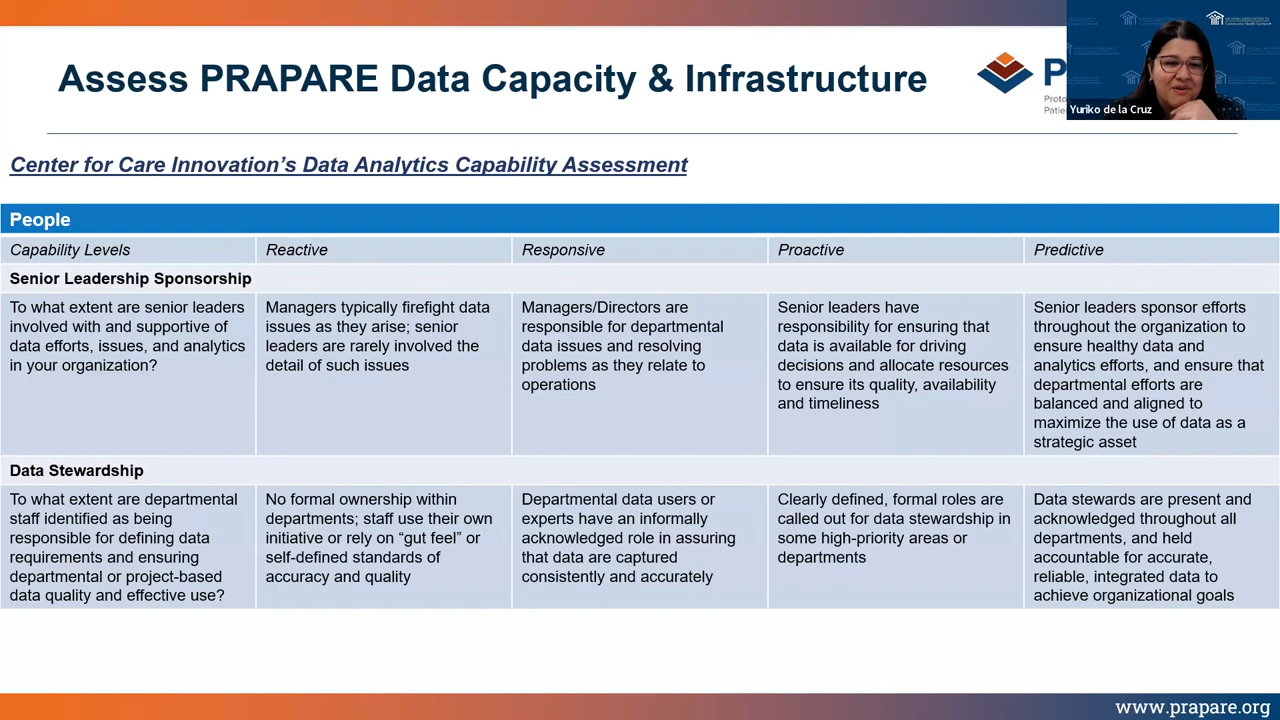 Assess PRAPARE Data Capacity & Infrastructure
P
Proto
Patie
Yuriko de la Cruz
Center for Care Innovation's Data Analytics Capability Assessment
People
Capability Levels
Reactive
Responsive
Proactive
Predictive
Senior Leadership Sponsorship
To what extent are senior leaders
involved with and supportive of
data efforts, issues, and analytics
in your organization?
Managers typically firefight data
issues as they arise; senior
leaders are rarely involved the
detail of such issues
Managers/Directors are
responsible for departmental
data issues and resolving
problems as they relate to
operations
Senior leaders have
responsibility for ensuring that
data is available for driving
decisions and allocate resources
to ensure its quality, availability
and timeliness
Senior leaders sponsor efforts
throughout the organization to
ensure healthy data and
analytics efforts, and ensure that
departmental efforts are
balanced and aligned to
maximize the use of data as a
strategic asset
Data Stewardship
To what extent are departmental
staff identified as being
responsible for defining data
requirements and ensuring
departmental or project-based
data quality and effective use?
No formal ownership within
departments; staff use their own
initiative or rely on “gut feel” or
self-defined standards of
accuracy and quality
Departmental data users or
experts have an informally
acknowledged role in assuring
that data are captured
consistently and accurately
Clearly defined, formal roles are
called out for data stewardship in
some high-priority areas or
departments
Data stewards are present and
acknowledged throughout all
departments, and held
accountable for accurate,
reliable, integrated data to
achieve organizational goals
www.prapare.org